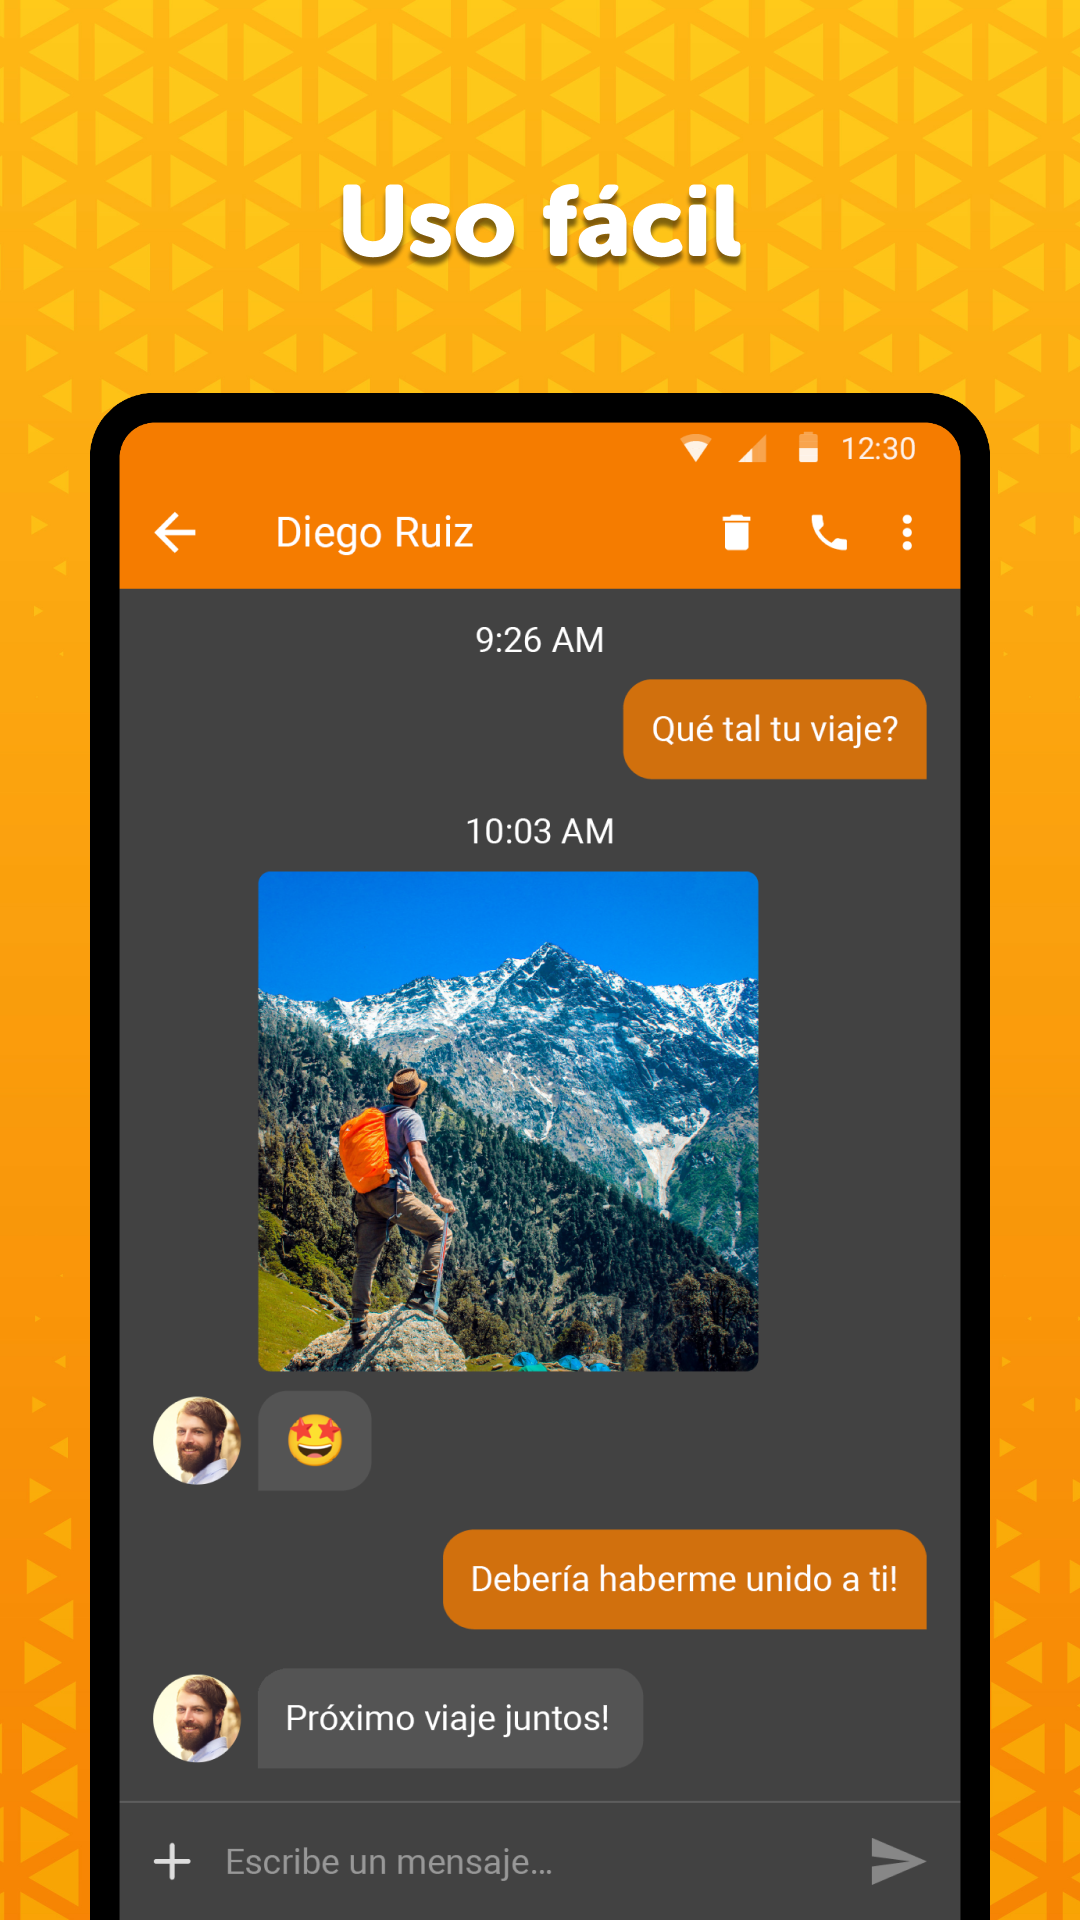 Uso fácil
12:30
Diego Ruiz
9:26 AM
Qué tal tu viaje?
10:03 AM
Debería haberme unido a ti!
Próximo viaje juntos!
Escribe un mensaje...